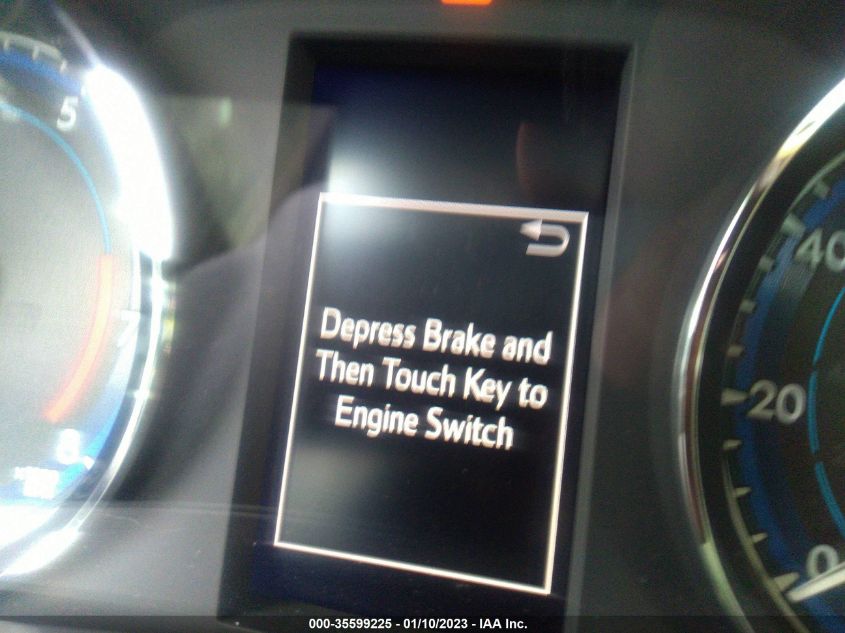 5
7
8
Depress Brake and
Then Touch Key to
Engine Switch
40
20
0
000-35599225 - 01/10/2023 - IAA Inc.